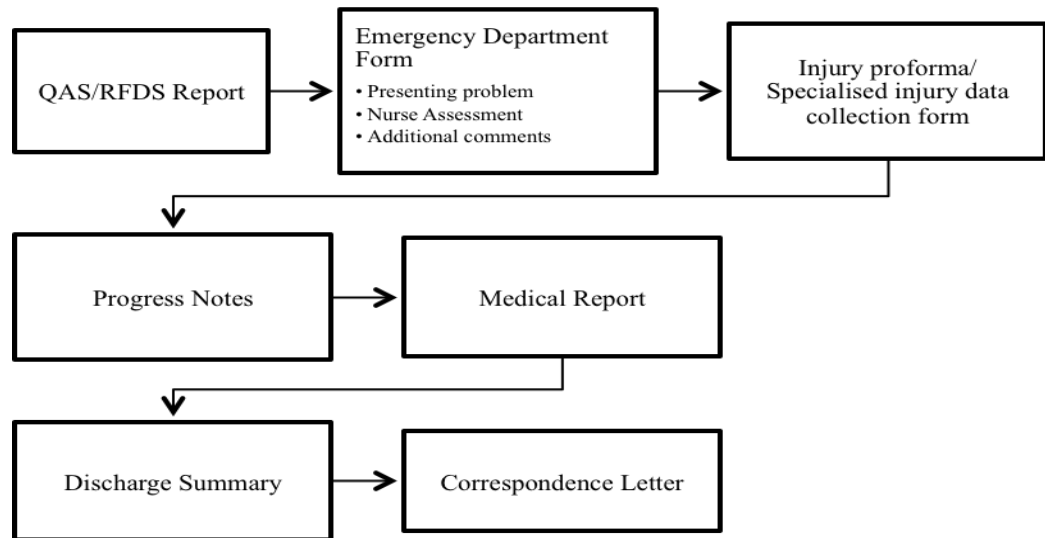 QAS/RFDS Report
Emergency Department
Form
• Presenting problem
• Nurse Assessment
• Additional comments
Injury proforma/
Specialised injury data
collection form
Progress Notes
Medical Report
Discharge Summary
Correspondence Letter